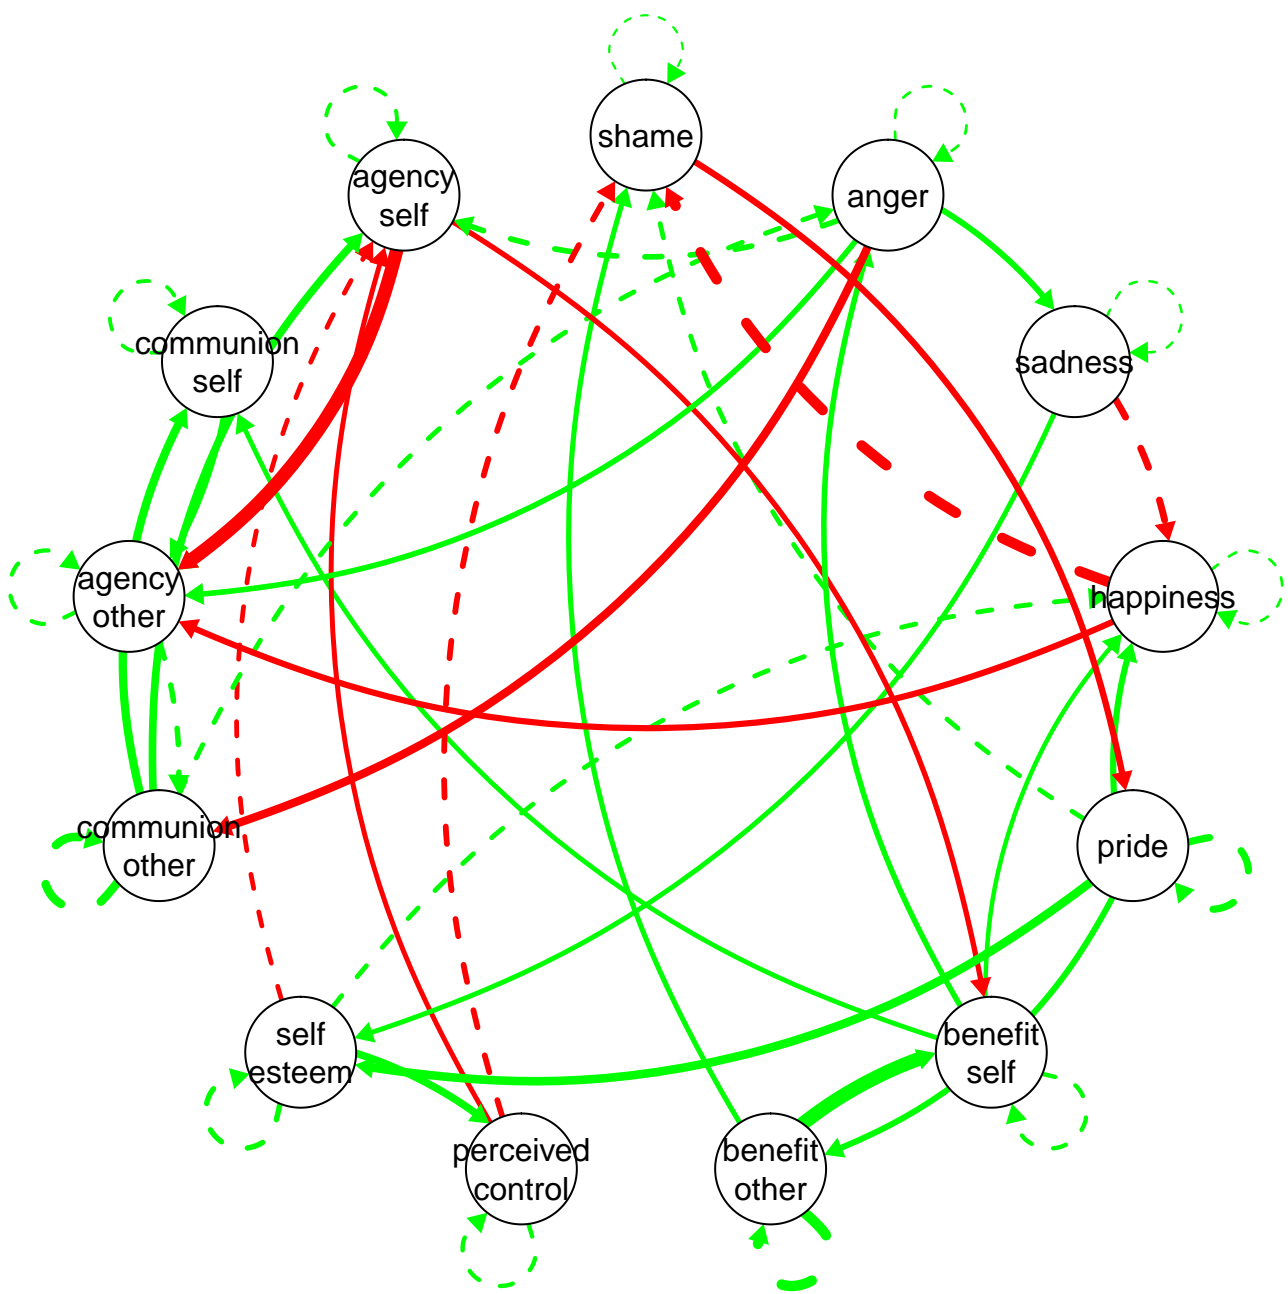 shame
anger
agency
self
sadness
communion
self
happiness
agency
other
pride
communion
other
benefit
self
self
esteem
perceived
control
benefit
other